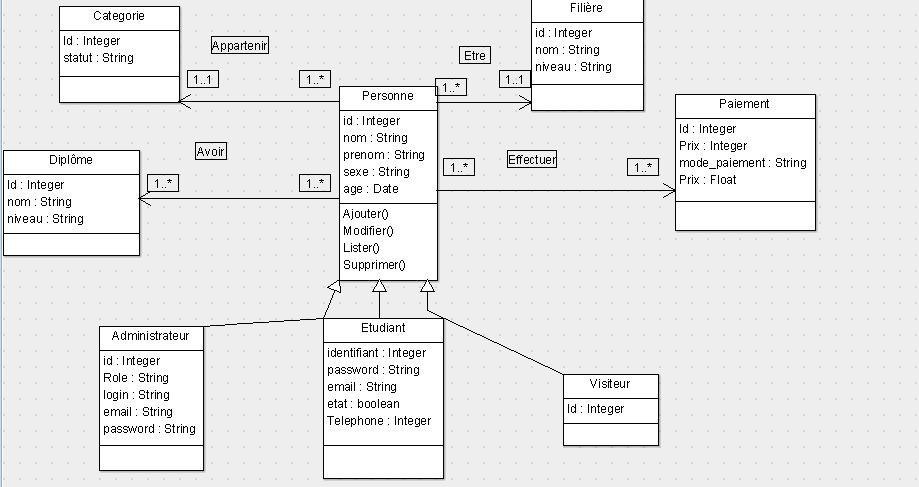 Categorie
Id : Integer
statut : String
Appartenir
1..1
1..*
Etre
1..*
1..1
Filière
id : Integer
nom : String
niveau : String
Personne
id : Integer
nom : String
prenom : String
sexe : String
age : Date
Ajouter()
Modifier()
Lister()
Supprimer()
Paiement
Id : Integer
Prix : Integer
mode_paiement : String
Prix : Float
Diplôme
Id : Integer
nom : String
niveau : String
Avoir
1..*
1..*
Effectuer
1..*
1..*
Administrateur
id : Integer
Role : String
login : String
email : String
password : String
Etudiant
identifiant : Integer
password : String
email : String
etat : boolean
Telephone : Integer
Visiteur
Id : Integer